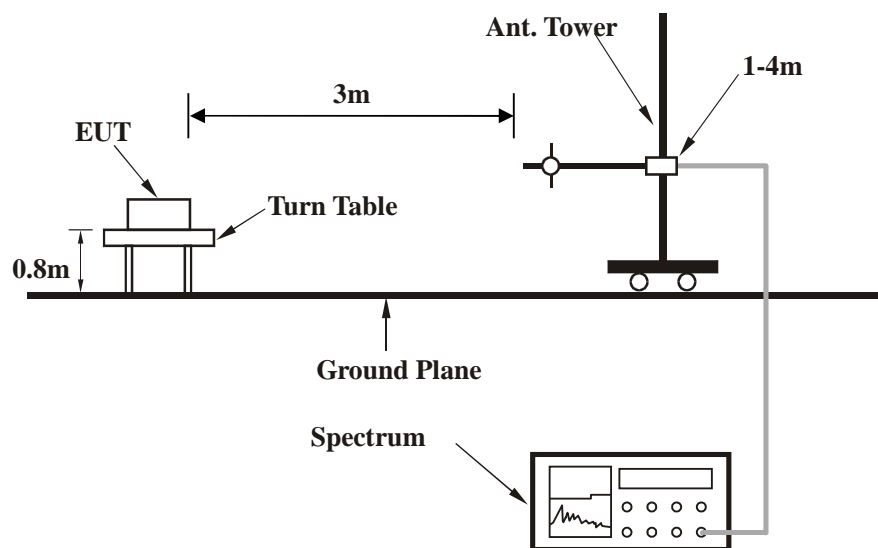 Ant. Tower
1-4m
3m
EUT
Turn Table
0.8m
Ground Plane
Spectrum